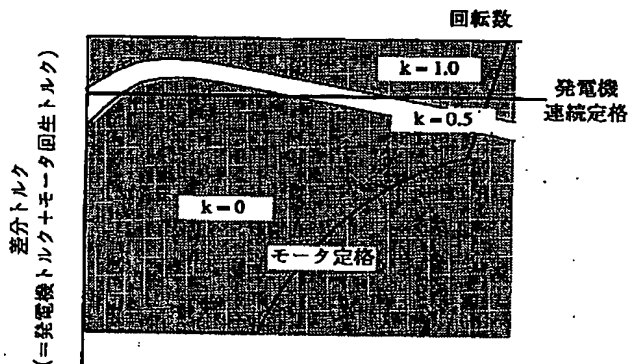 回転数
k = 1.0
発電機
連続定格
k = 0.5
k = 0
モータ定格
差分トルク
(=発電機トルク+モータ回生トルク)